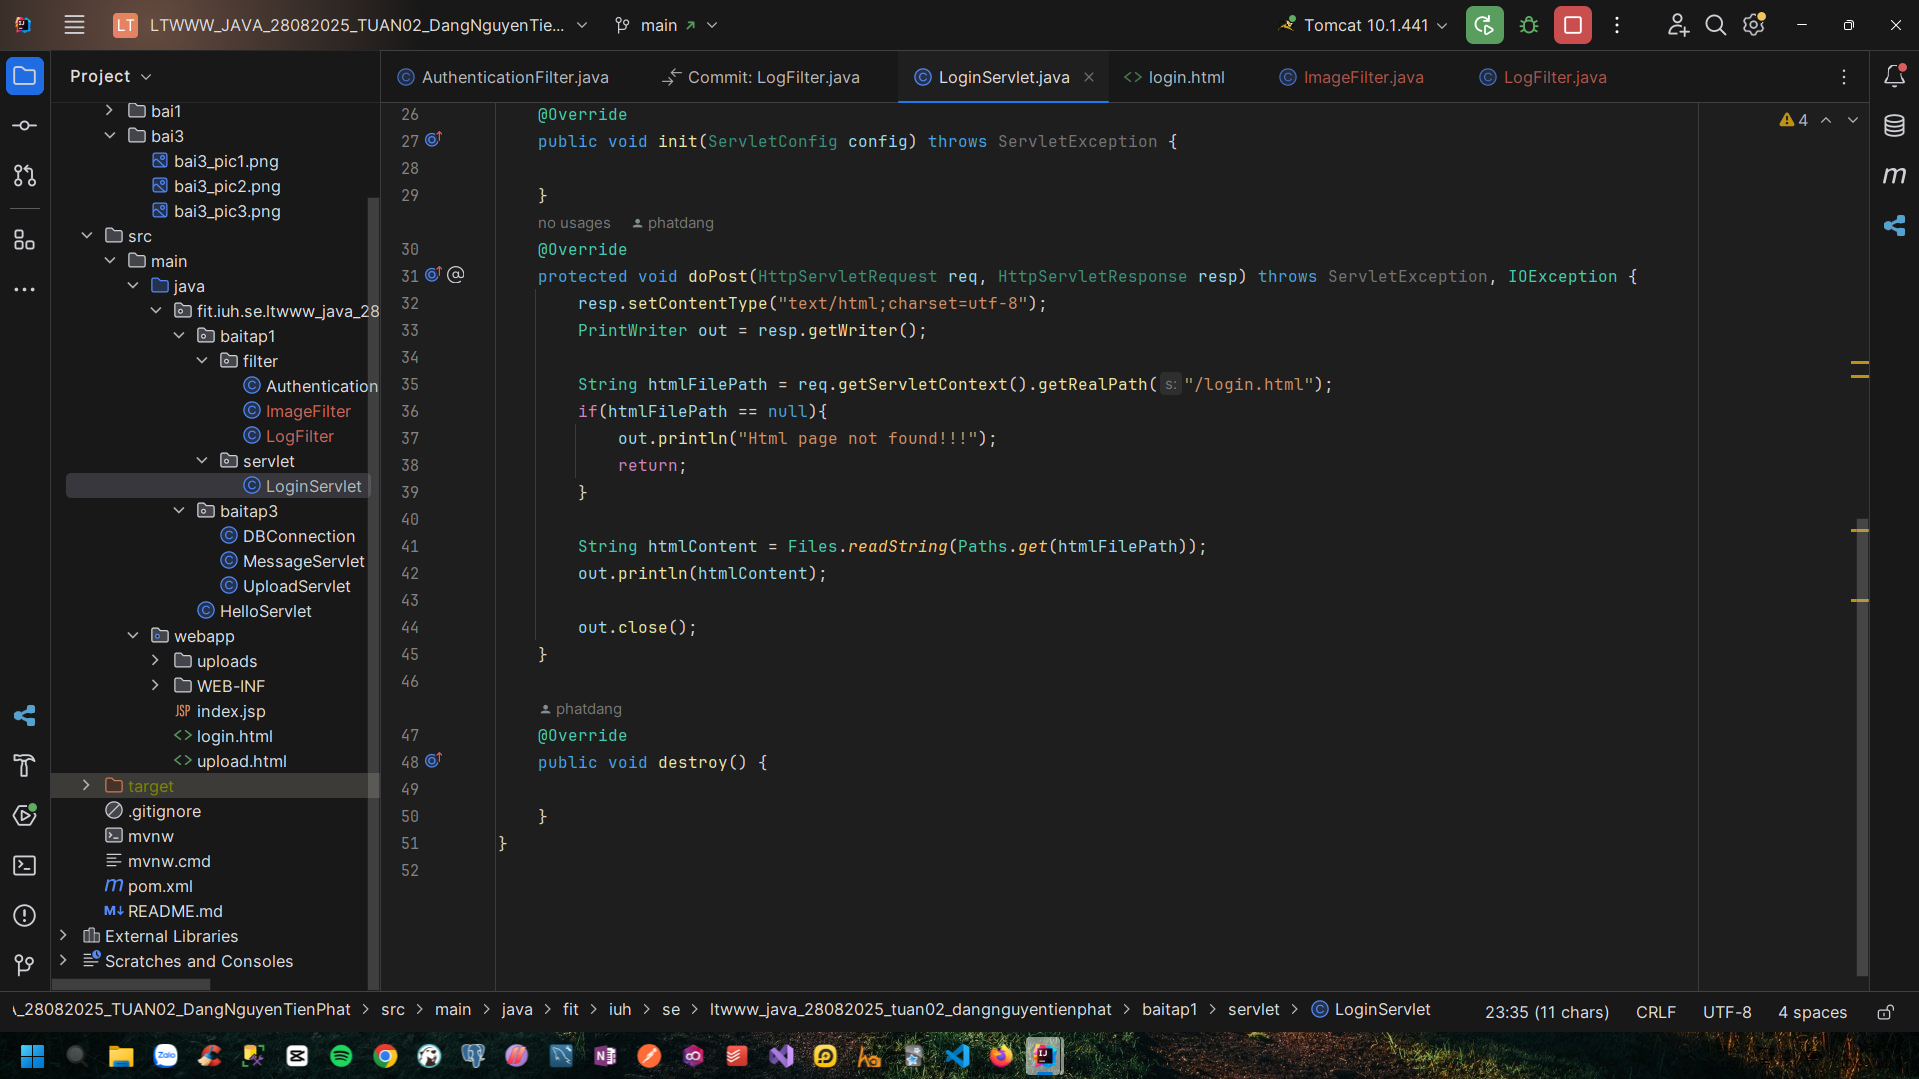 LT LTWWW_JAVA_28082025_TUAN02_DangNguyenTie... main Tomcat 10.1.441
Project
AuthenticationFilter.java Commit: LogFilter.java LoginServlet.java login.html ImageFilter.java LogFilter.java
bai1
bai3
bai3_pic1.png
bai3_pic2.png
bai3_pic3.png
src
main
java
fit.iuh.se.ltwww_java_28
baitap1
filter
Authentication
ImageFilter
LogFilter
servlet
LoginServlet
baitap3
DBConnection
MessageServlet
UploadServlet
HelloServlet
webapp
uploads
WEB-INF
JSP index.jsp
login.html
upload.html
target
.gitignore
mvnw
mvnw.cmd
m pom.xml
M↓ README.md
External Libraries
Scratches and Consoles
4
26 @Override
27 public void init(ServletConfig config) throws ServletException {
28
29 }
no usages phatdang
30 @Override
31 @ protected void doPost(HttpServletRequest req, HttpServletResponse resp) throws ServletException, IOException {
32 resp.setContentType("text/html;charset=utf-8");
33 PrintWriter out = resp.getWriter();
34
35 String htmlFilePath = req.getServletContext().getRealPath( s: "/login.html");
36 if(htmlFilePath == null){
37 out.println("Html page not found!!!");
38 return;
39 }
40
41 String htmlContent = Files.readString(Paths.get(htmlFilePath));
42 out.println(htmlContent);
43
44 out.close();
45 }
46
phatdang
47 @Override
48 public void destroy() {
49
50 }
51 }
52
m
_28082025_TUAN02_DangNguyenTienPhat > src > main > java > fit > iuh > se > ltwww_java_28082025_tuan02_dangnguyentienphat > baitap1 > servlet > LoginServlet 23:35 (11 chars) CRLF UTF-8 4 spaces
Zalo